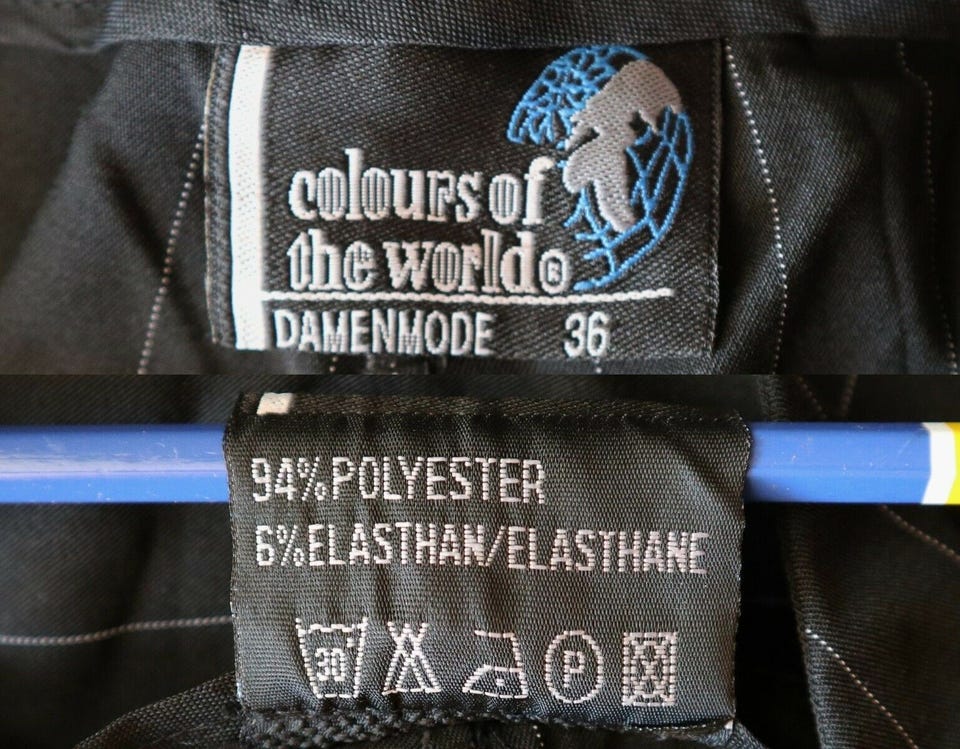 colours of
the world®
DAMENMODE 36
94% POLYESTER
6% ELASTHAN/ELASTHANE
30 P